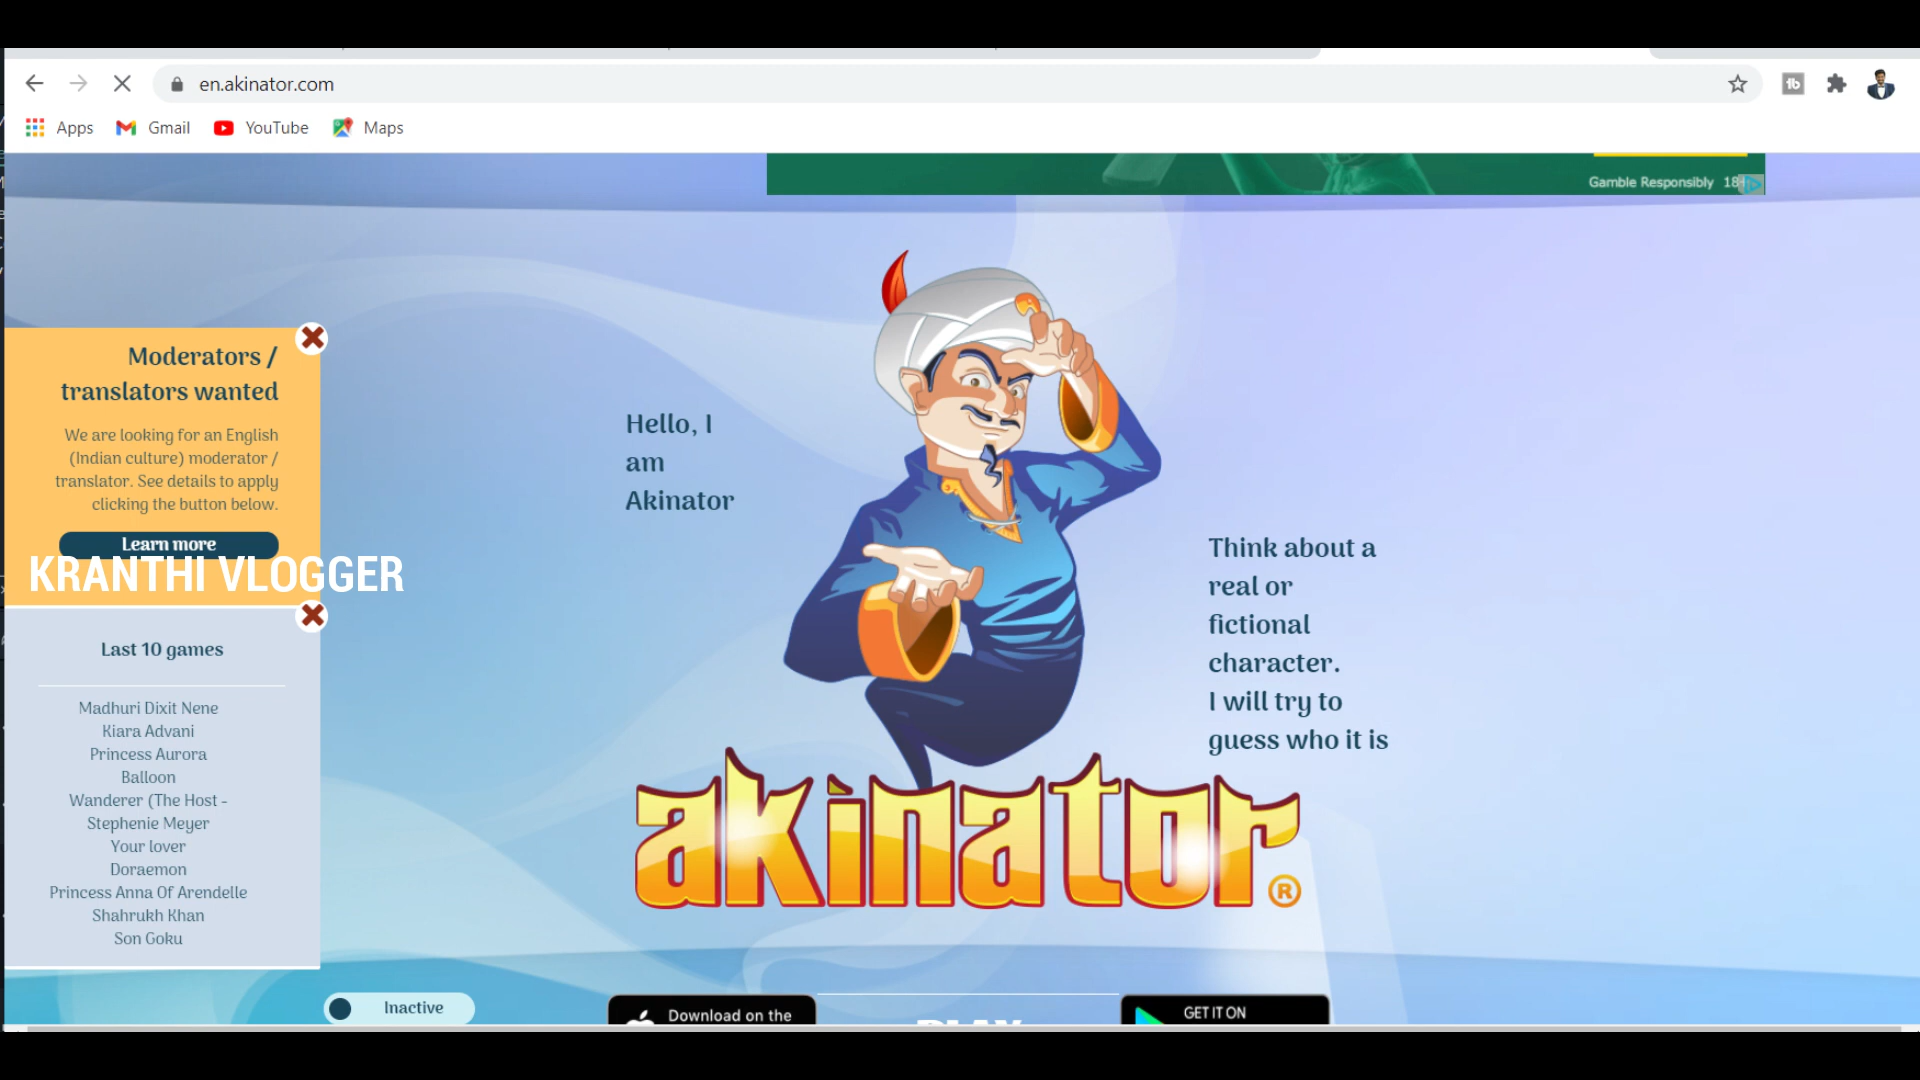 en.akinator.com
Apps
Gmail
YouTube
Maps
Gamble Responsibly
Moderators /
translators wanted
We are looking for an English
(Indian culture) moderator /
translator. See details to apply
clicking the button below.
Learn more
KRANTHI VLOGGER
Last 10 games
Madhuri Dixit Nene
Kiara Advani
Princess Aurora
Balloon
Wanderer (The Host -
Stephenie Meyer
Your lover
Doraemon
Princess Anna Of Arendelle
Shahrukh Khan
Son Goku
Hello, I
am
Akinator
Think about a
real or
fictional
character.
I will try to
guess who it is
akinator®
Inactive
Download on the
GET IT ON